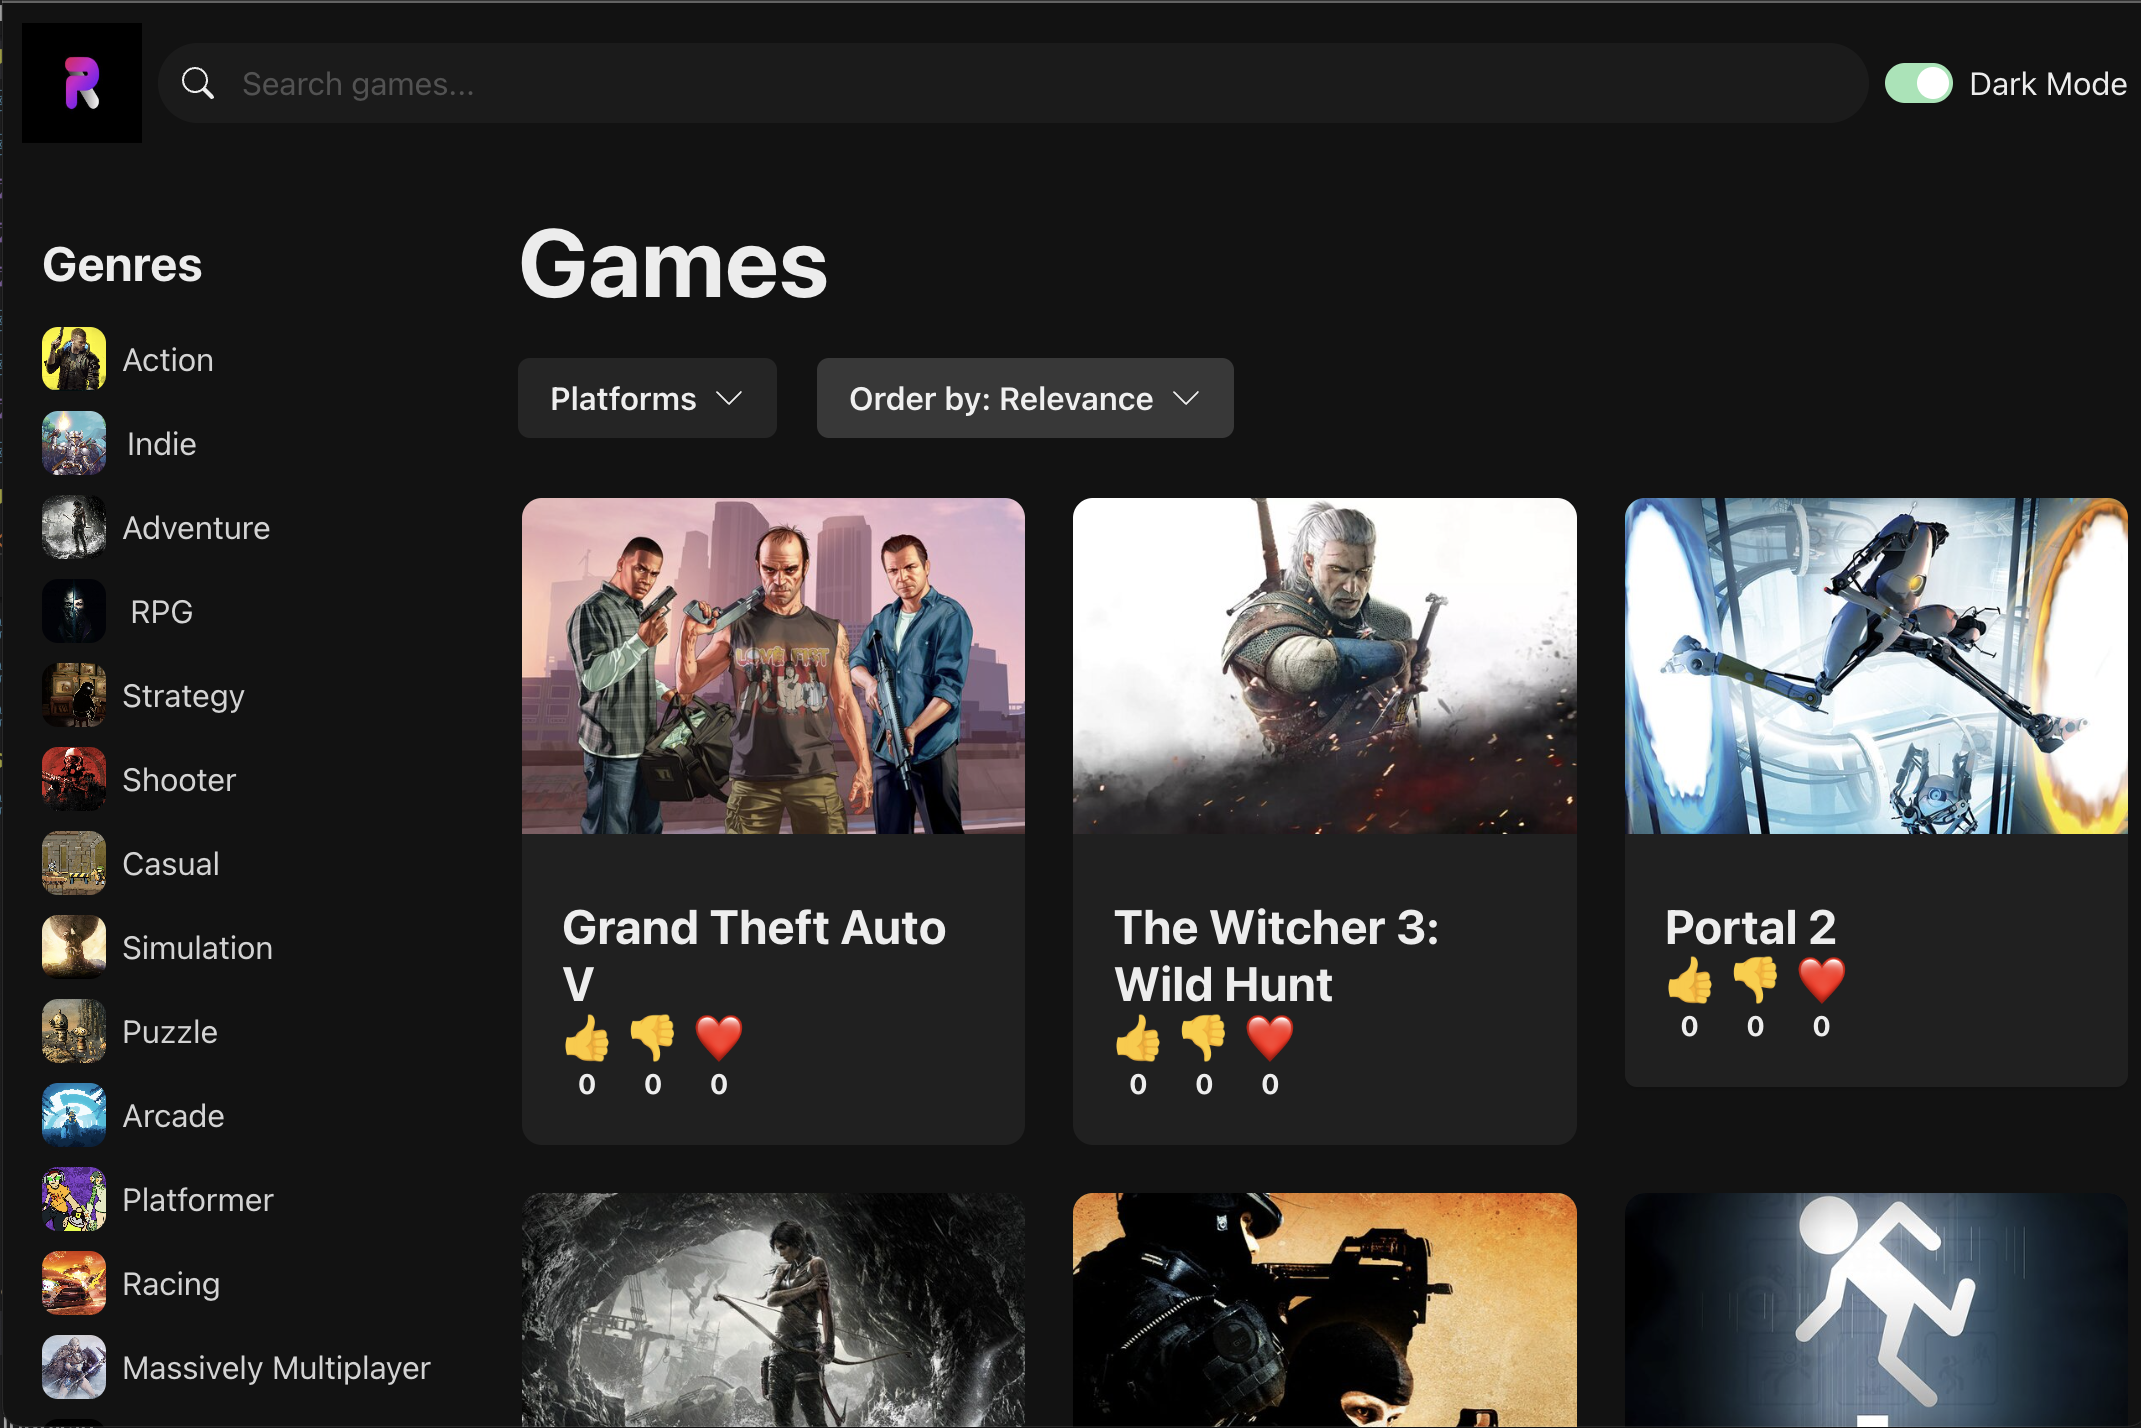 R
Search games...
Dark Mode
Genres
Action
Indie
Adventure
RPG
Strategy
Shooter
Casual
Simulation
Puzzle
Arcade
Platformer
Racing
Massively Multiplayer
Games
Platforms
Order by: Relevance
LOVE FIST
Grand Theft Auto
V
0 0 0
The Witcher 3:
Wild Hunt
0 0 0
Portal 2
0 0 0